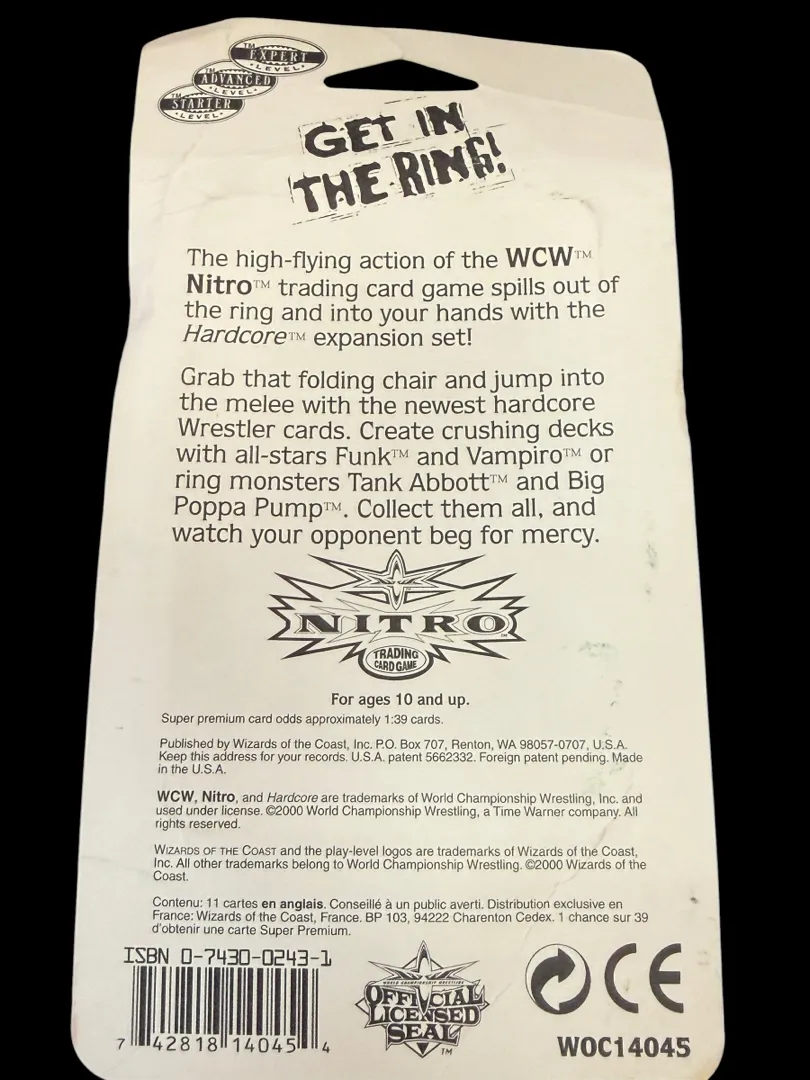 ™
EXPERT
•LEVEL•
™
ADVANCED
•LEVEL•
™
STARTER
•LEVEL•
GET IN
THE RING!
The high-flying action of the WCW™
Nitro™ trading card game spills out of
the ring and into your hands with the
Hardcore™ expansion set!
Grab that folding chair and jump into
the melee with the newest hardcore
Wrestler cards. Create crushing decks
with all-stars Funk™ and Vampiro™ or
ring monsters Tank Abbott™ and Big
Poppa Pump™. Collect them all, and
watch your opponent beg for mercy.
NITRO™
TRADING
CARD GAME
For ages 10 and up.
Super premium card odds approximately 1:39 cards.
Published by Wizards of the Coast, Inc. P.O. Box 707, Renton, WA 98057-0707, U.S.A.
Keep this address for your records. U.S.A. patent 5662332. Foreign patent pending. Made
in the U.S.A.
WCW, Nitro, and Hardcore are trademarks of World Championship Wrestling, Inc. and
used under license. ©2000 World Championship Wrestling, a Time Warner company. All
rights reserved.
WIZARDS OF THE COAST and the play-level logos are trademarks of Wizards of the Coast,
Inc. All other trademarks belong to World Championship Wrestling. ©2000 Wizards of the
Coast.
Contenu: 11 cartes en anglais. Conseillé à un public averti. Distribution exclusive en
France: Wizards of the Coast, France. BP 103, 94222 Charenton Cedex. 1 chance sur 39
d'obtenir une carte Super Premium.
ISBN 0-7430-0243-1
7 42818 14045 4
WORLD CHAMPIONSHIP WRESTLING
OFFICIAL
LICENSED
SEAL
™
CE
WOC14045